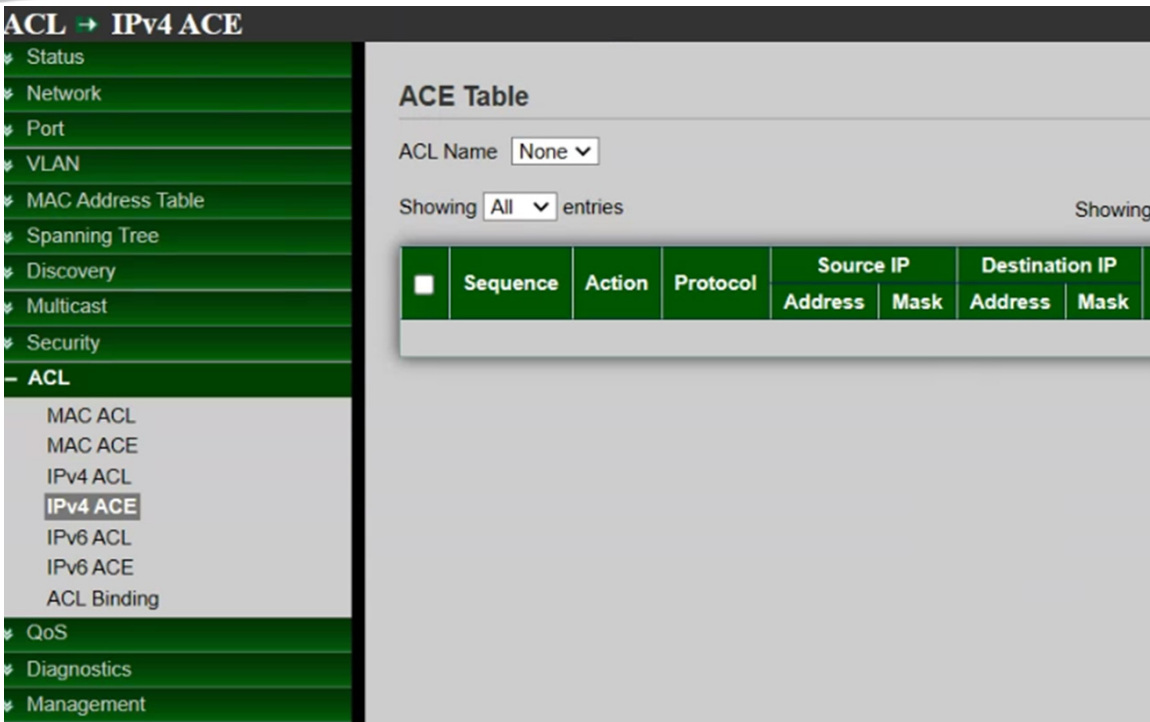 ACL → IPv4 ACE
Status
Network
Port
VLAN
MAC Address Table
Spanning Tree
Discovery
Multicast
Security
ACL
MAC ACL
MAC ACE
IPv4 ACL
IPv4 ACE
IPv6 ACL
IPv6 ACE
ACL Binding
QoS
Diagnostics
Management
ACE Table
ACL Name None
Showing All entries Showing
Sequence Action Protocol Source IP Destination IP
Address Mask Address Mask